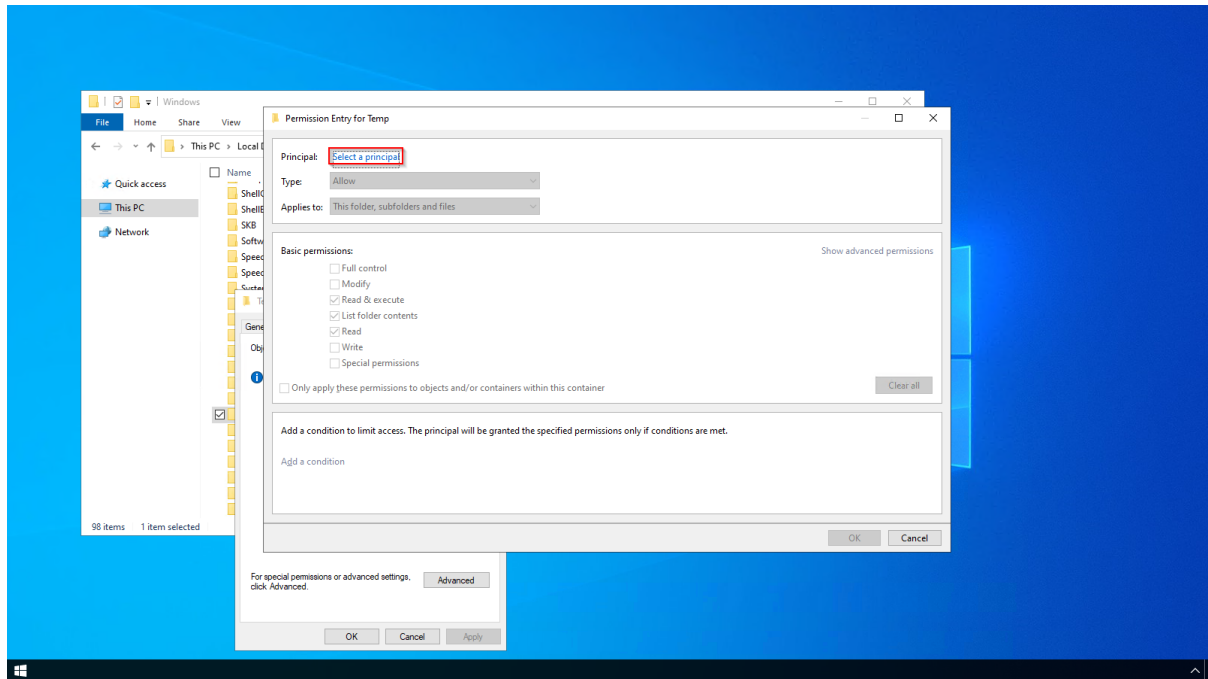 Windows
File Home Share View
This PC Local
Quick access
This PC
Network
Name
Shell
Shell
SKB
Softw
Speec
Speec
System
98 items 1 item selected
Gene
Obj
For special permissions or advanced settings,
click Advanced.
Advanced
OK Cancel Apply
Permission Entry for Temp
Principal: Select a principal
Type: Allow
Applies to: This folder, subfolders and files
Basic permissions: Show advanced permissions
Full control
Modify
Read & execute
List folder contents
Read
Write
Special permissions
Only apply these permissions to objects and/or containers within this container
Clear all
Add a condition to limit access. The principal will be granted the specified permissions only if conditions are met.
Add a condition
OK Cancel